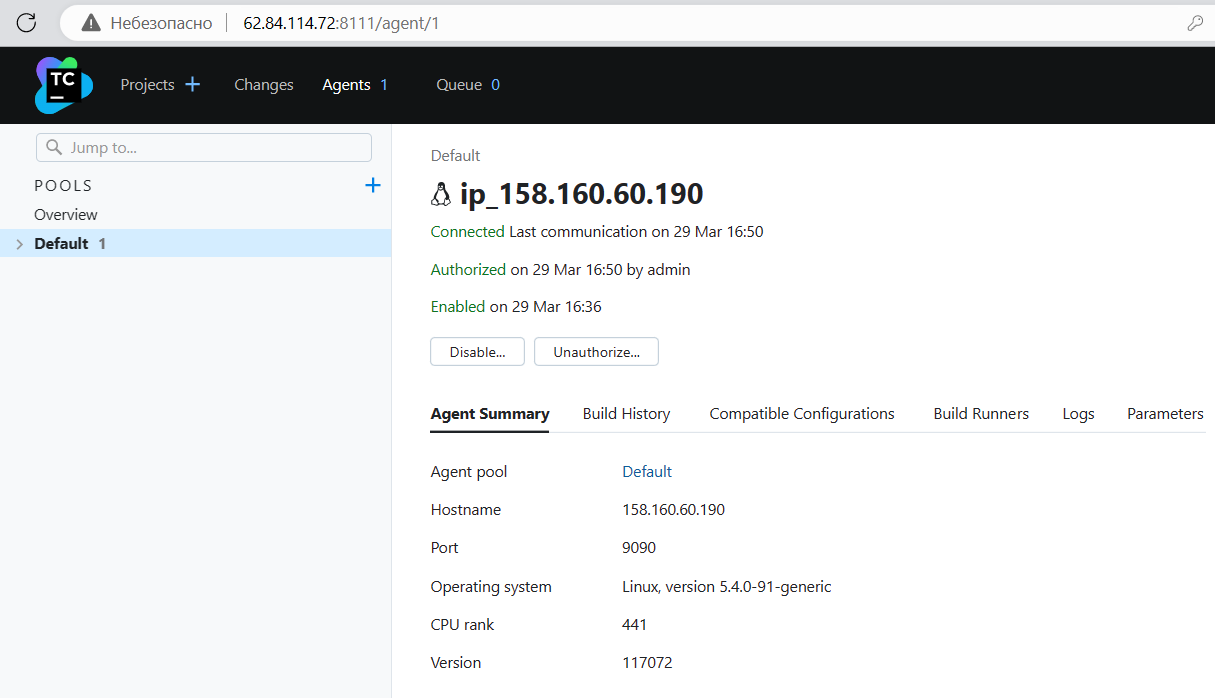 Небезопасно 62.84.114.72:8111/agent/1
TC Projects Changes Agents 1 Queue 0
Jump to...
POOLS
Overview
Default 1
Default
ip_158.160.60.190
Connected Last communication on 29 Mar 16:50
Authorized on 29 Mar 16:50 by admin
Enabled on 29 Mar 16:36
Disable... Unauthorize...
Agent Summary Build History Compatible Configurations Build Runners Logs Parameters
Agent pool Default
Hostname 158.160.60.190
Port 9090
Operating system Linux, version 5.4.0-91-generic
CPU rank 441
Version 117072